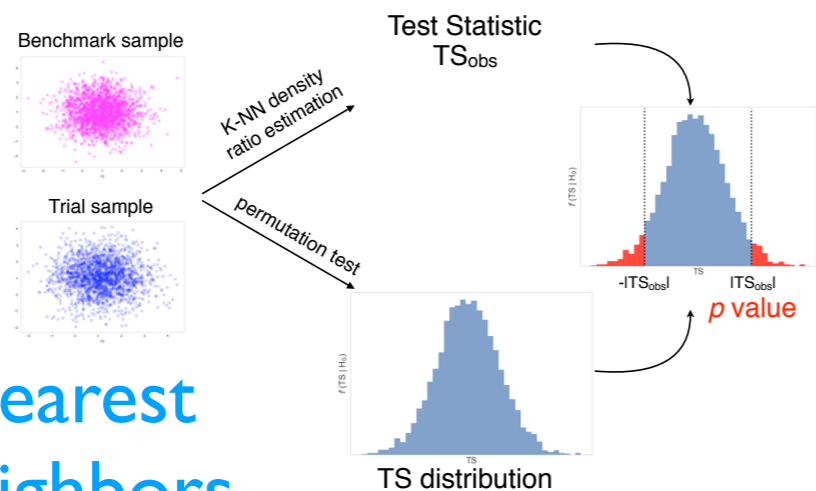 Benchmark sample
Trial sample
K-NN density
ratio estimation
permutation test
Test Statistic
TSobs
f (TS | H₀)
TS
-|TSobs|
|TSobs|
p value
f (TS | H₀)
TS
TS distribution
earest
ighbors